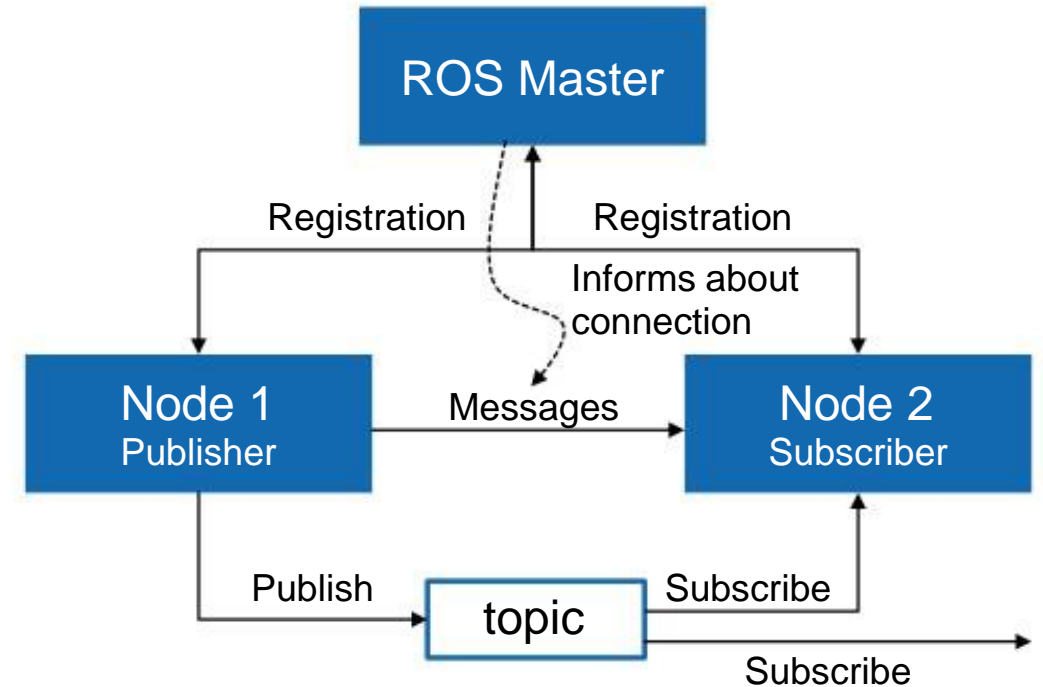 ROS Master
Registration
Registration
Informs about
connection
Node 1
Publisher
Messages
Node 2
Subscriber
Publish
topic
Subscribe
Subscribe